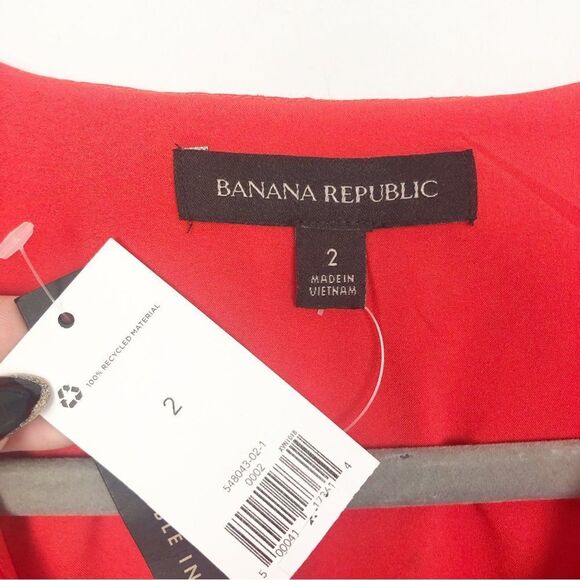 BANANA REPUBLIC
2
MADE IN
VIETNAM
100% RECYCLED MATERIAL
2
548043-02-1
0002